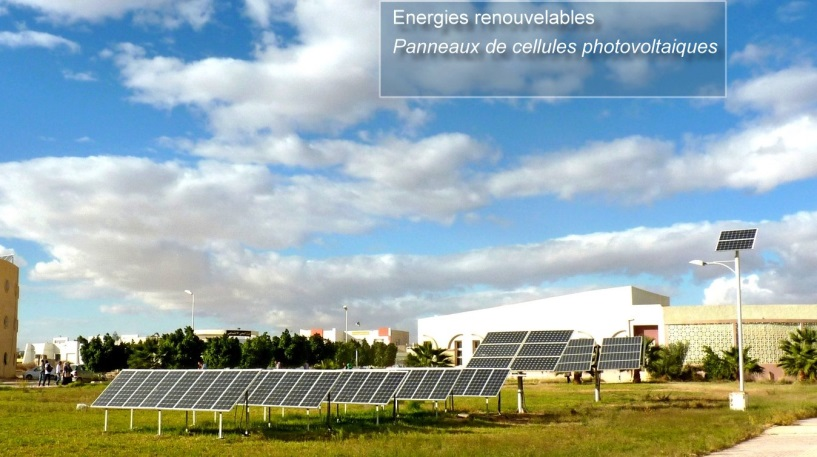 Energies renouvelables
Panneaux de cellules photovoltaiques